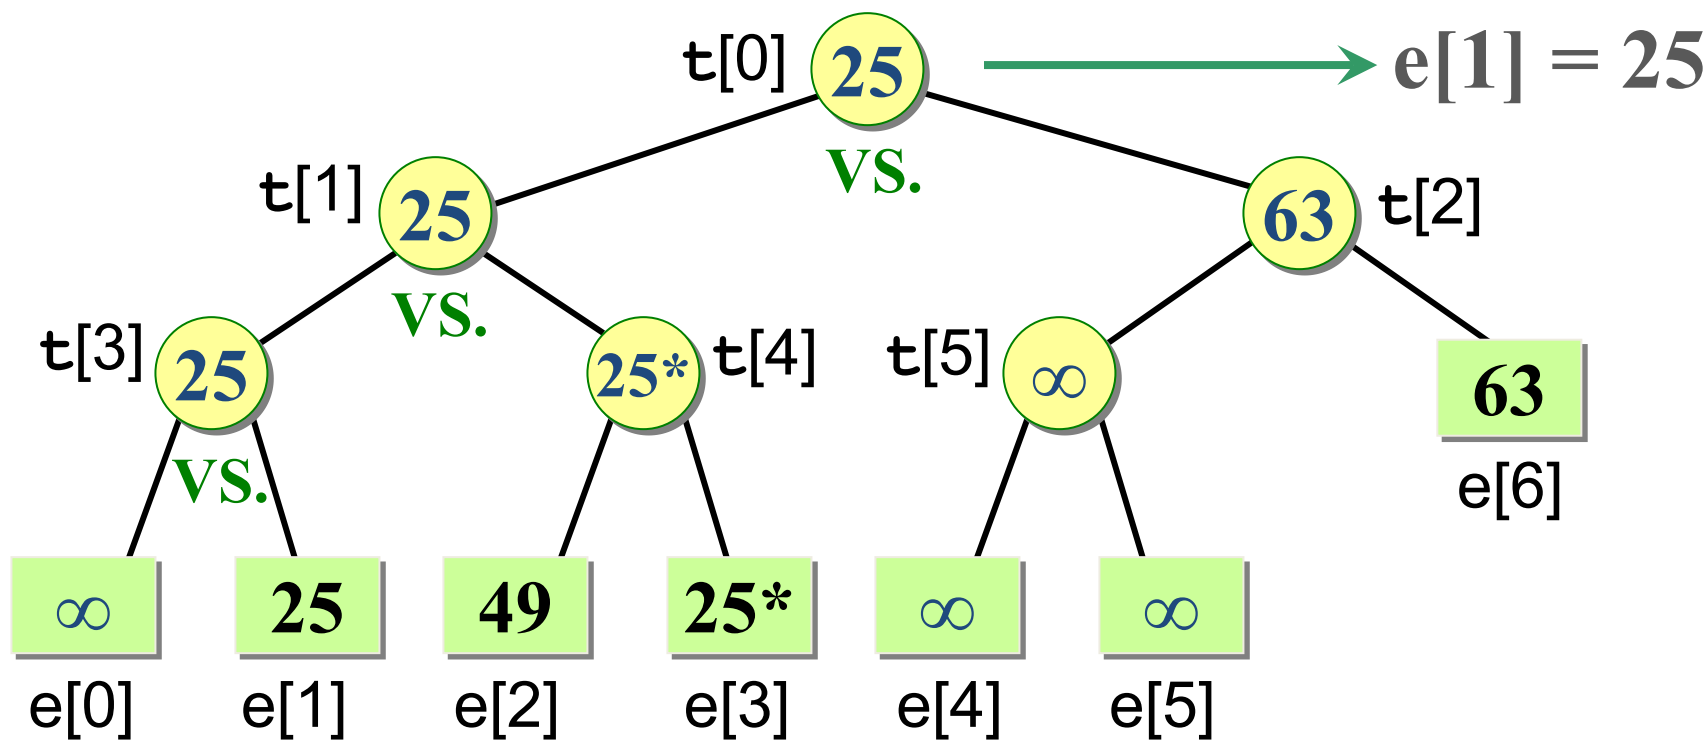 t[0] 25 e[1] = 25
vs.
t[1] 25 63 t[2]
vs.
t[3] 25 25* t[4] t[5] ∞ 63
vs. e[6]
∞ 25 49 25* ∞ ∞
e[0] e[1] e[2] e[3] e[4] e[5]